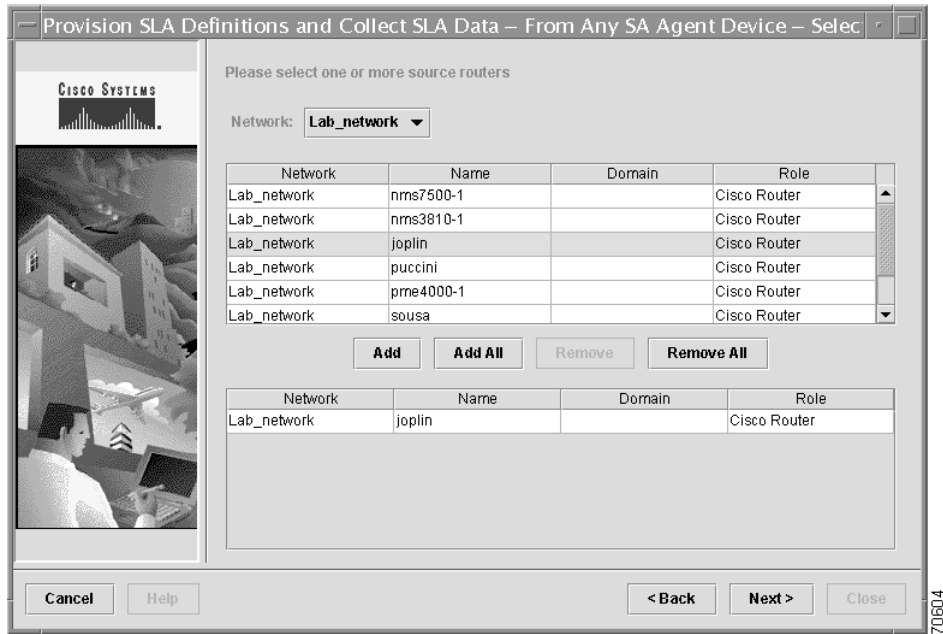 Provision SLA Definitions and Collect SLA Data – From Any SA Agent Device – Selec
CISCO SYSTEMS
Please select one or more source routers
Network: Lab_network
Network Name Domain Role
Lab_network nms7500-1 Cisco Router
Lab_network nms3810-1 Cisco Router
Lab_network joplin Cisco Router
Lab_network puccini Cisco Router
Lab_network pme4000-1 Cisco Router
Lab_network sousa Cisco Router
Add Add All Remove Remove All
Network Name Domain Role
Lab_network joplin Cisco Router
Cancel Help < Back Next > Close
70604